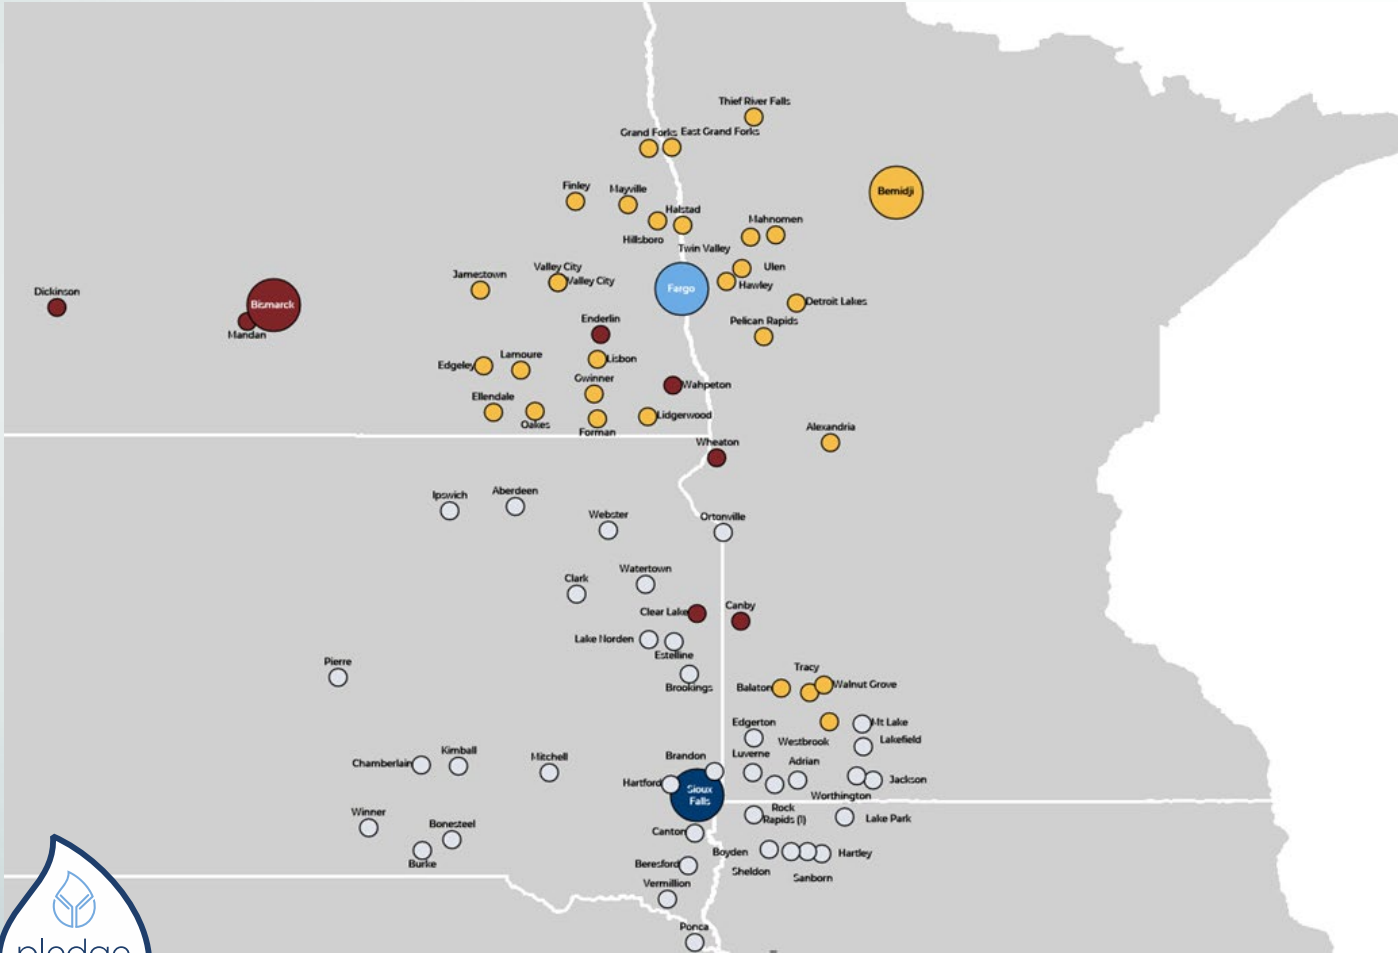 Thief River Falls
Grand Forks
East Grand Forks
Finley
Mayville
Bemidji
Halstad
Hillsboro
Mahnomen
Twin Valley
Jamestown
Valley City
Valley City
Fargo
Ulen
Hawley
Dickinson
Bismarck
Mandan
Detroit Lakes
Enderlin
Pelican Rapids
Edgeley
Lamoure
Lisbon
Gwinner
Wahpeton
Ellendale
Oakes
Forman
Lidgerwood
Alexandria
Wheaton
Ipswich
Aberdeen
Webster
Ortonville
Clark
Watertown
Clear Lake
Canby
Lake Norden
Estelline
Pierre
Brookings
Tracy
Balaton
Walnut Grove
Edgerton
Westbrook
Mt Lake
Lakefield
Chamberlain
Kimball
Mitchell
Brandon
Luverne
Adrian
Hartford
Sioux
Falls
Worthington
Jackson
Winner
Bonesteel
Burke
Canton
Rock
Rapids (1)
Lake Park
Beresford
Boyden
Sheldon
Sanborn
Hartley
Vermillion
Ponca
pledge